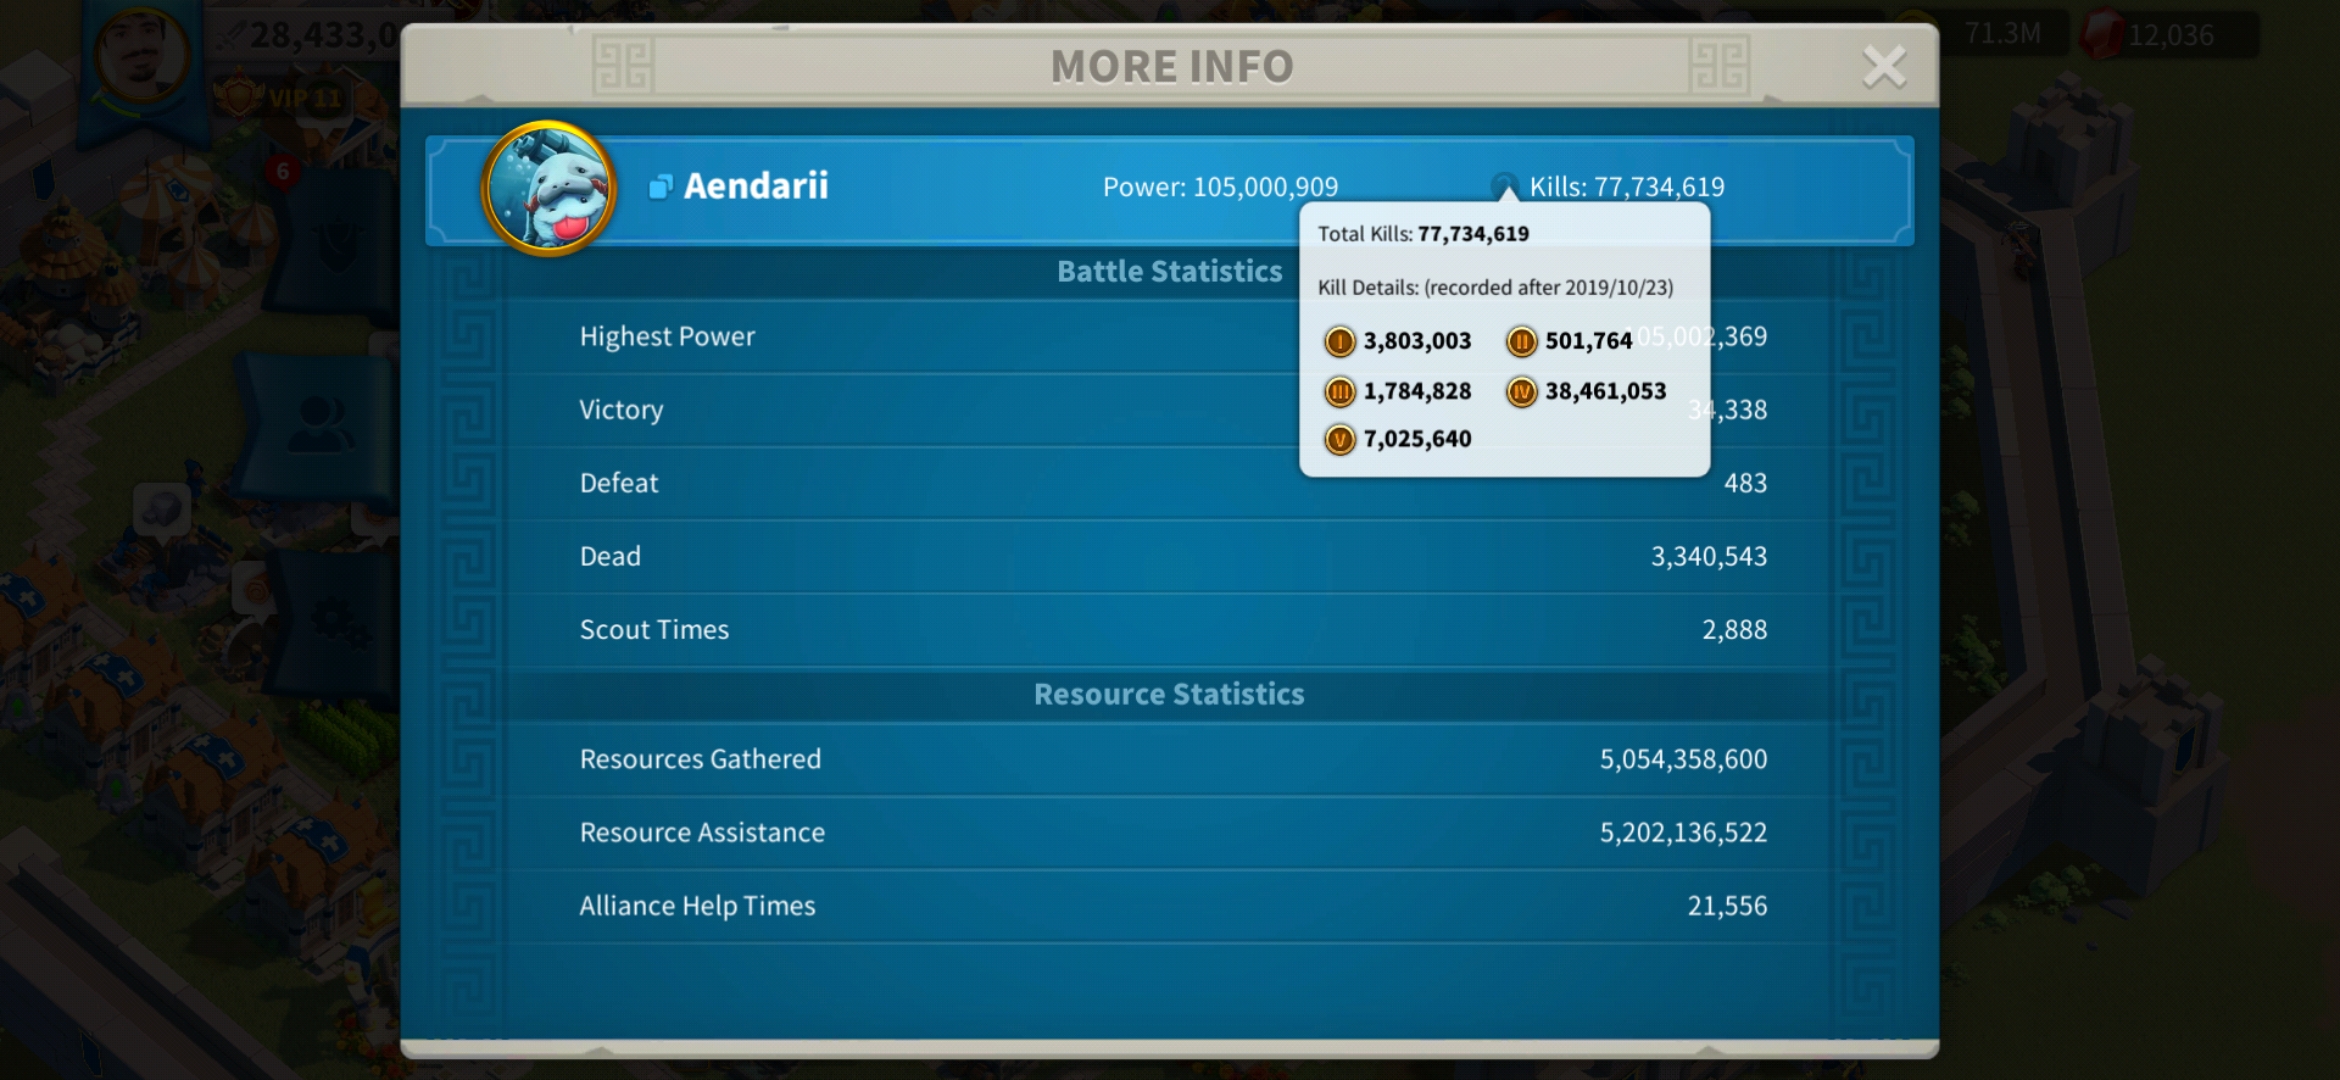 28,433,0
71.3M
12,036
VIP 11
6
MORE INFO
Aendarii
Power: 105,000,909
Kills: 77,734,619
Total Kills: 77,734,619
Kill Details: (recorded after 2019/10/23)
I 3,803,003 II 501,764
III 1,784,828 IV 38,461,053
V 7,025,640
Battle Statistics
Highest Power 105,002,369
Victory 34,338
Defeat 483
Dead 3,340,543
Scout Times 2,888
Resource Statistics
Resources Gathered 5,054,358,600
Resource Assistance 5,202,136,522
Alliance Help Times 21,556